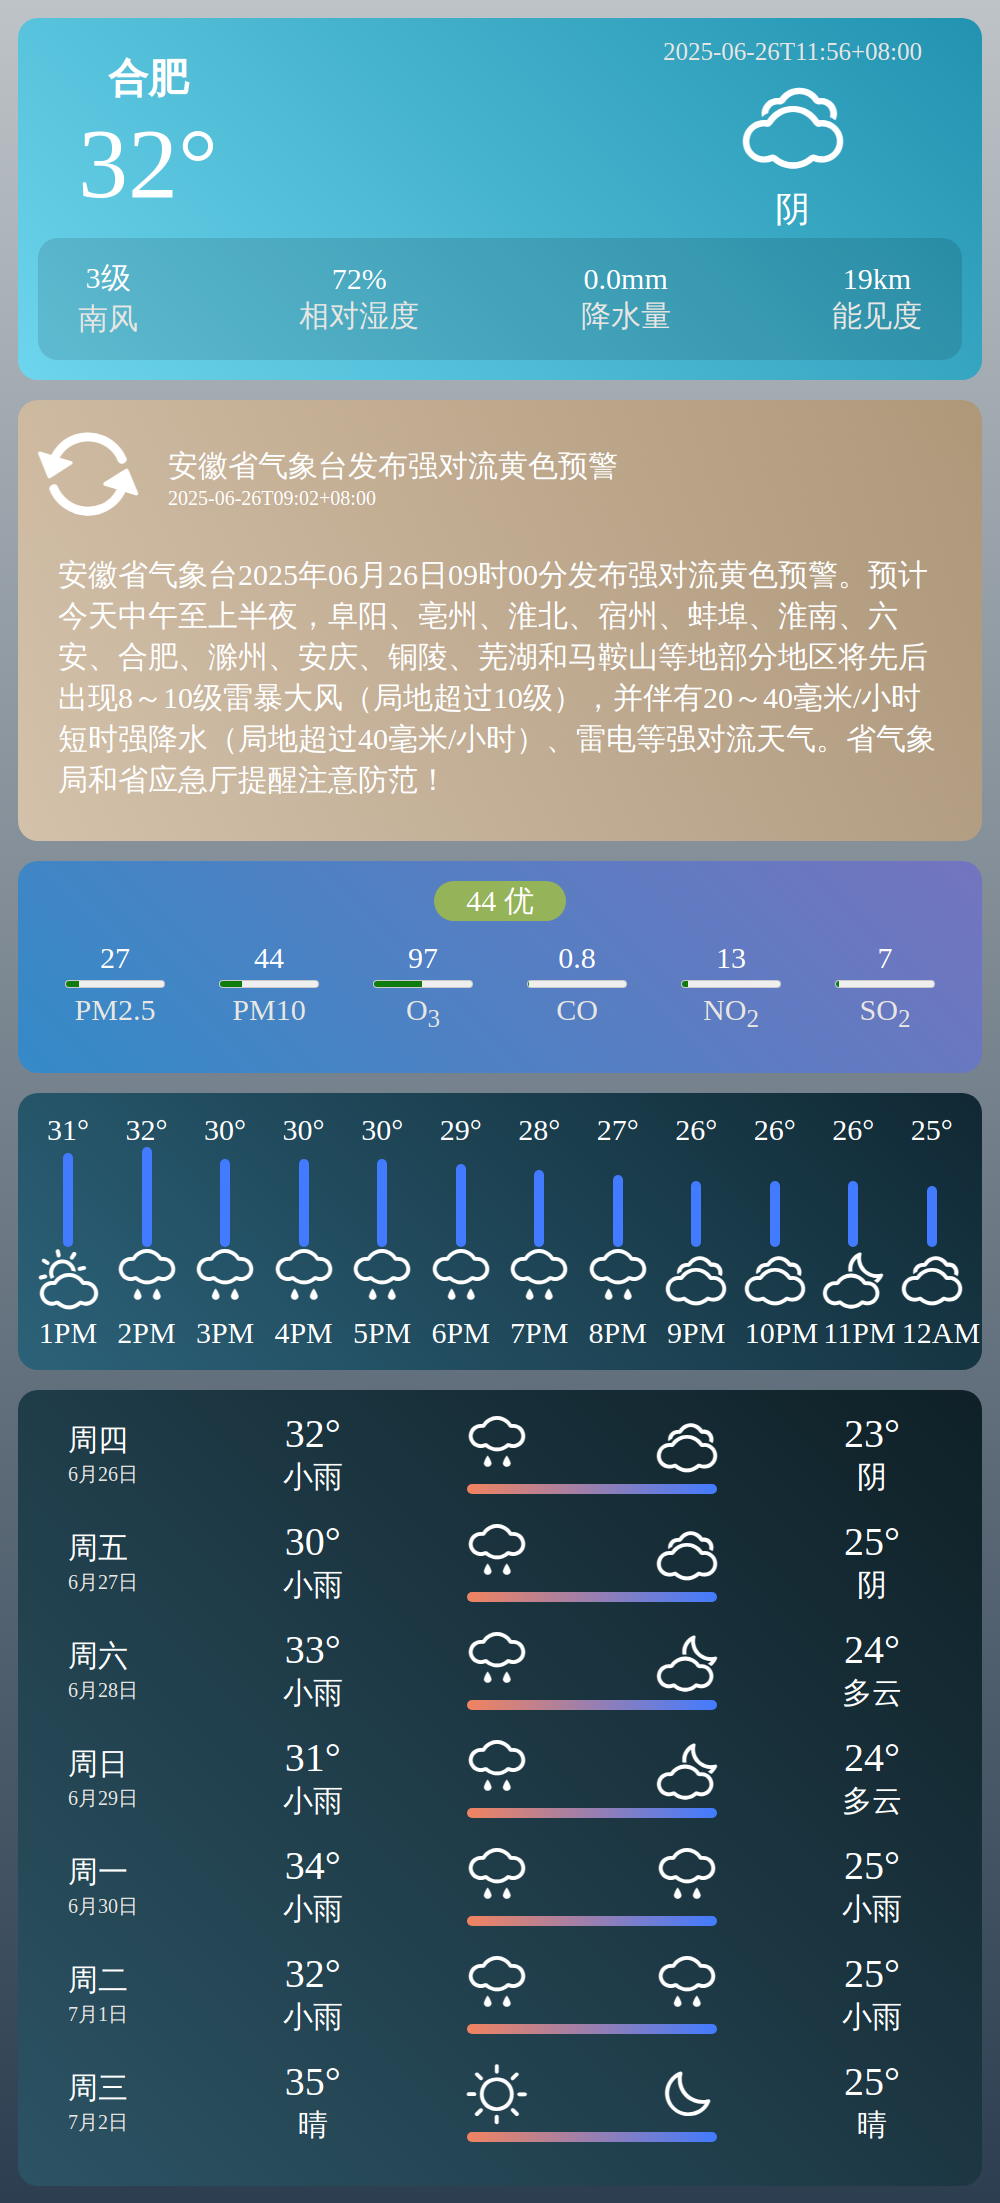 合肥
32°
2025-06-26T11:56+08:00
阴
3级 72% 0.0mm 19km
南风 相对湿度 降水量 能见度
安徽省气象台发布强对流黄色预警
2025-06-26T09:02+08:00
安徽省气象台2025年06月26日09时00分发布强对流黄色预警。预计
今天中午至上半夜，阜阳、亳州、淮北、宿州、蚌埠、淮南、六
安、合肥、滁州、安庆、铜陵、芜湖和马鞍山等地部分地区将先后
出现8～10级雷暴大风（局地超过10级），并伴有20～40毫米/小时
短时强降水（局地超过40毫米/小时）、雷电等强对流天气。省气象
局和省应急厅提醒注意防范！
44 优
27 44 97 0.8 13 7
PM2.5 PM10 O3 CO NO2 SO2
31° 32° 30° 30° 30° 29° 28° 27° 26° 26° 26° 25°
1PM 2PM 3PM 4PM 5PM 6PM 7PM 8PM 9PM 10PM 11PM 12AM
周四 32° 23°
6月26日 小雨 阴
周五 30° 25°
6月27日 小雨 阴
周六 33° 24°
6月28日 小雨 多云
周日 31° 24°
6月29日 小雨 多云
周一 34° 25°
6月30日 小雨 小雨
周二 32° 25°
7月1日 小雨 小雨
周三 35° 25°
7月2日 晴 晴